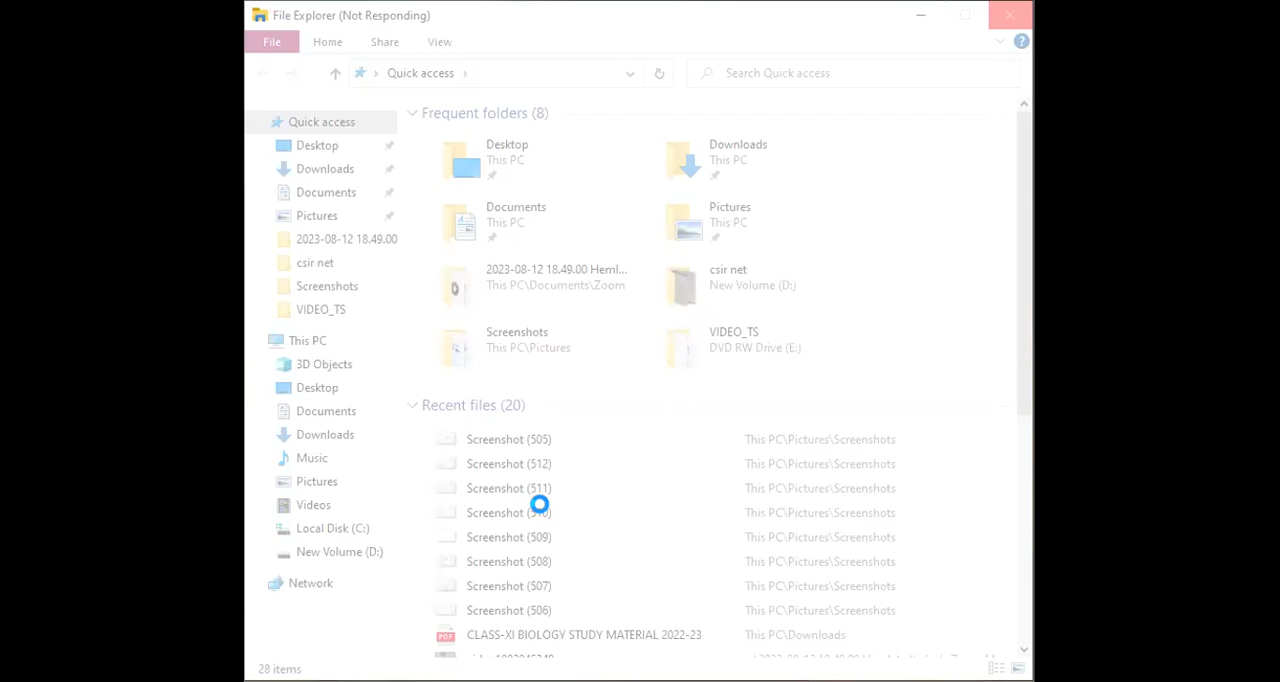 File Explorer (Not Responding)
File Home Share View
Quick access
Search Quick access
Quick access
Desktop
Downloads
Documents
Pictures
2023-08-12 18.49.00
csir net
Screenshots
VIDEO_TS
This PC
3D Objects
Desktop
Documents
Downloads
Music
Pictures
Videos
Local Disk (C:)
New Volume (D:)
Network
Frequent folders (8)
Desktop
This PC
Downloads
This PC
Documents
This PC
Pictures
This PC
2023-08-12 18.49.00 Heml...
This PC\Documents\Zoom
csir net
New Volume (D:)
Screenshots
This PC\Pictures
VIDEO_TS
DVD RW Drive (E:)
Recent files (20)
Screenshot (505) This PC\Pictures\Screenshots
Screenshot (512) This PC\Pictures\Screenshots
Screenshot (511) This PC\Pictures\Screenshots
Screenshot This PC\Pictures\Screenshots
Screenshot (509) This PC\Pictures\Screenshots
Screenshot (508) This PC\Pictures\Screenshots
Screenshot (507) This PC\Pictures\Screenshots
Screenshot (506) This PC\Pictures\Screenshots
PDF CLASS-XI BIOLOGY STUDY MATERIAL 2022-23 This PC\Downloads
28 items